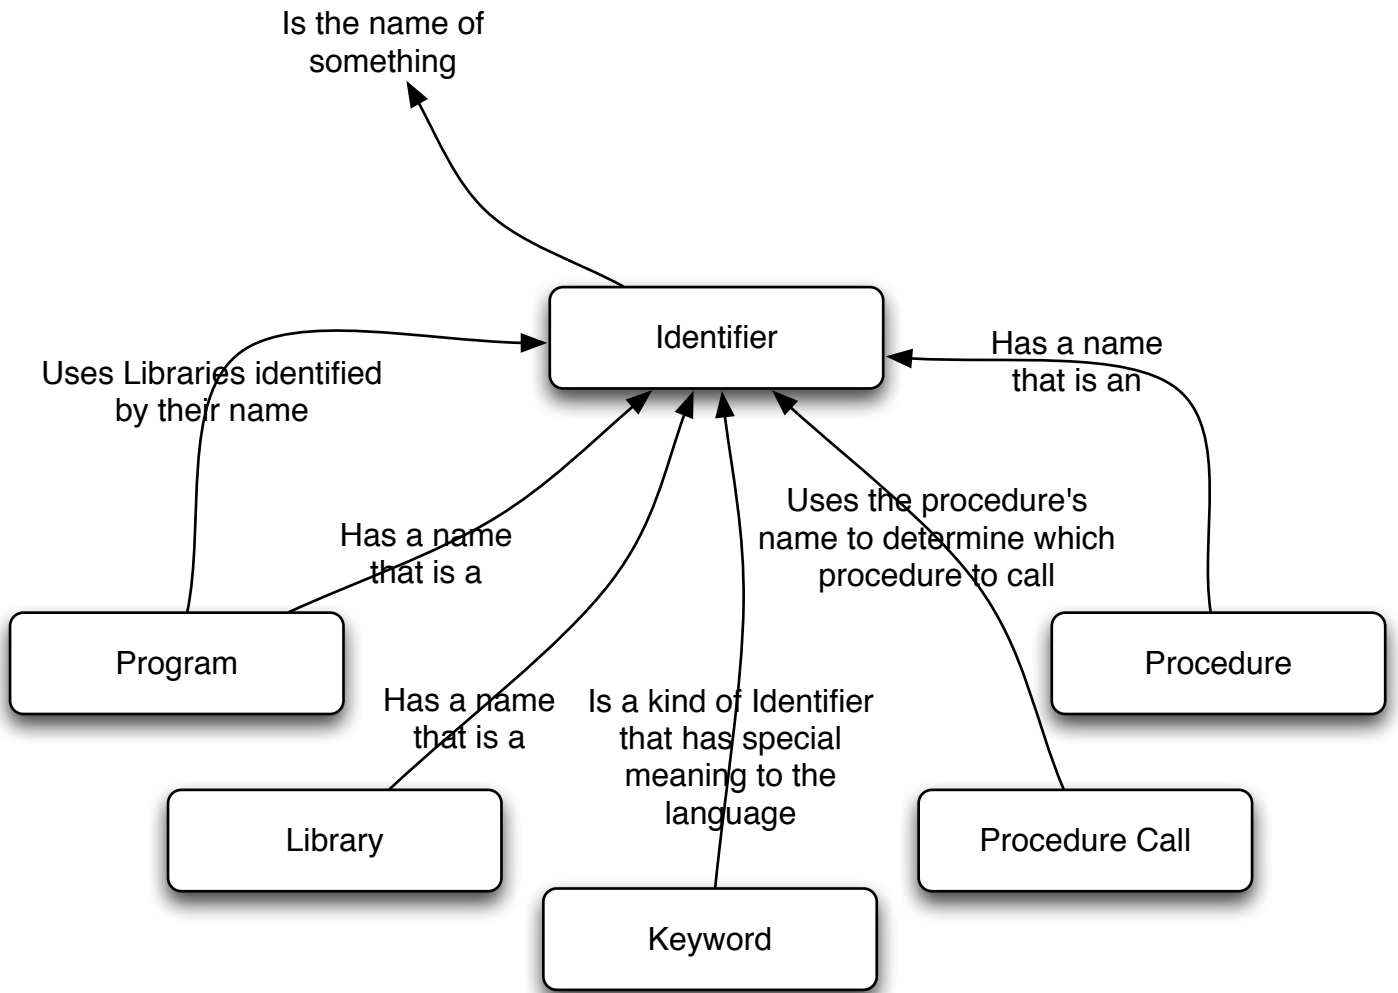 Is the name of
something
Identifier
Has a name
that is an
Uses Libraries identified
by their name
Uses the procedure's
name to determine which
procedure to call
Has a name
that is a
Program
Procedure
Has a name
that is a
Is a kind of Identifier
that has special
meaning to the
language
Library
Procedure Call
Keyword